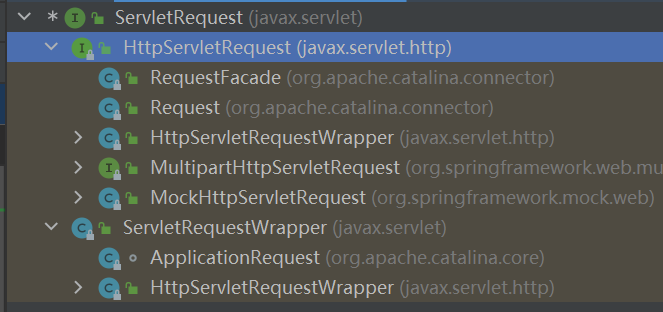 * ServletRequest (javax.servlet)
HttpServletRequest (javax.servlet.http)
RequestFacade (org.apache.catalina.connector)
Request (org.apache.catalina.connector)
HttpServletRequestWrapper (javax.servlet.http)
MultipartHttpServletRequest (org.springframework.web.mu
MockHttpServletRequest (org.springframework.mock.web)
ServletRequestWrapper (javax.servlet)
ApplicationRequest (org.apache.catalina.core)
HttpServletRequestWrapper (javax.servlet.http)